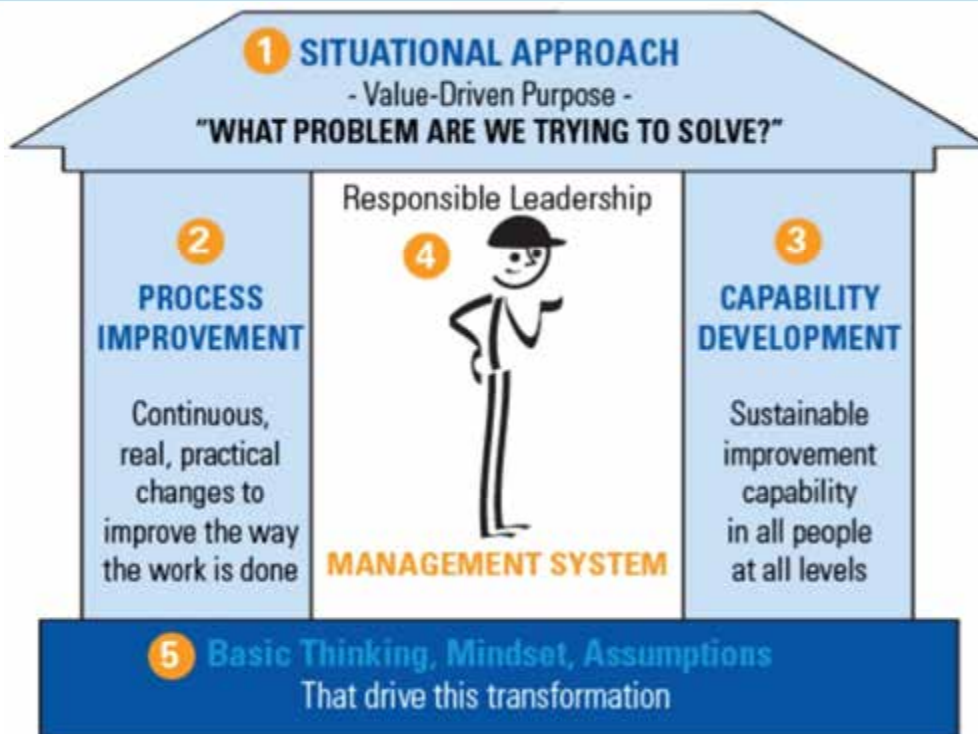 1 SITUATIONAL APPROACH
- Value-Driven Purpose -
"WHAT PROBLEM ARE WE TRYING TO SOLVE?"
2
PROCESS
IMPROVEMENT
Continuous,
real, practical
changes to
improve the way
the work is done
Responsible Leadership
4
MANAGEMENT SYSTEM
3
CAPABILITY
DEVELOPMENT
Sustainable
improvement
capability
in all people
at all levels
5 Basic Thinking, Mindset, Assumptions
That drive this transformation